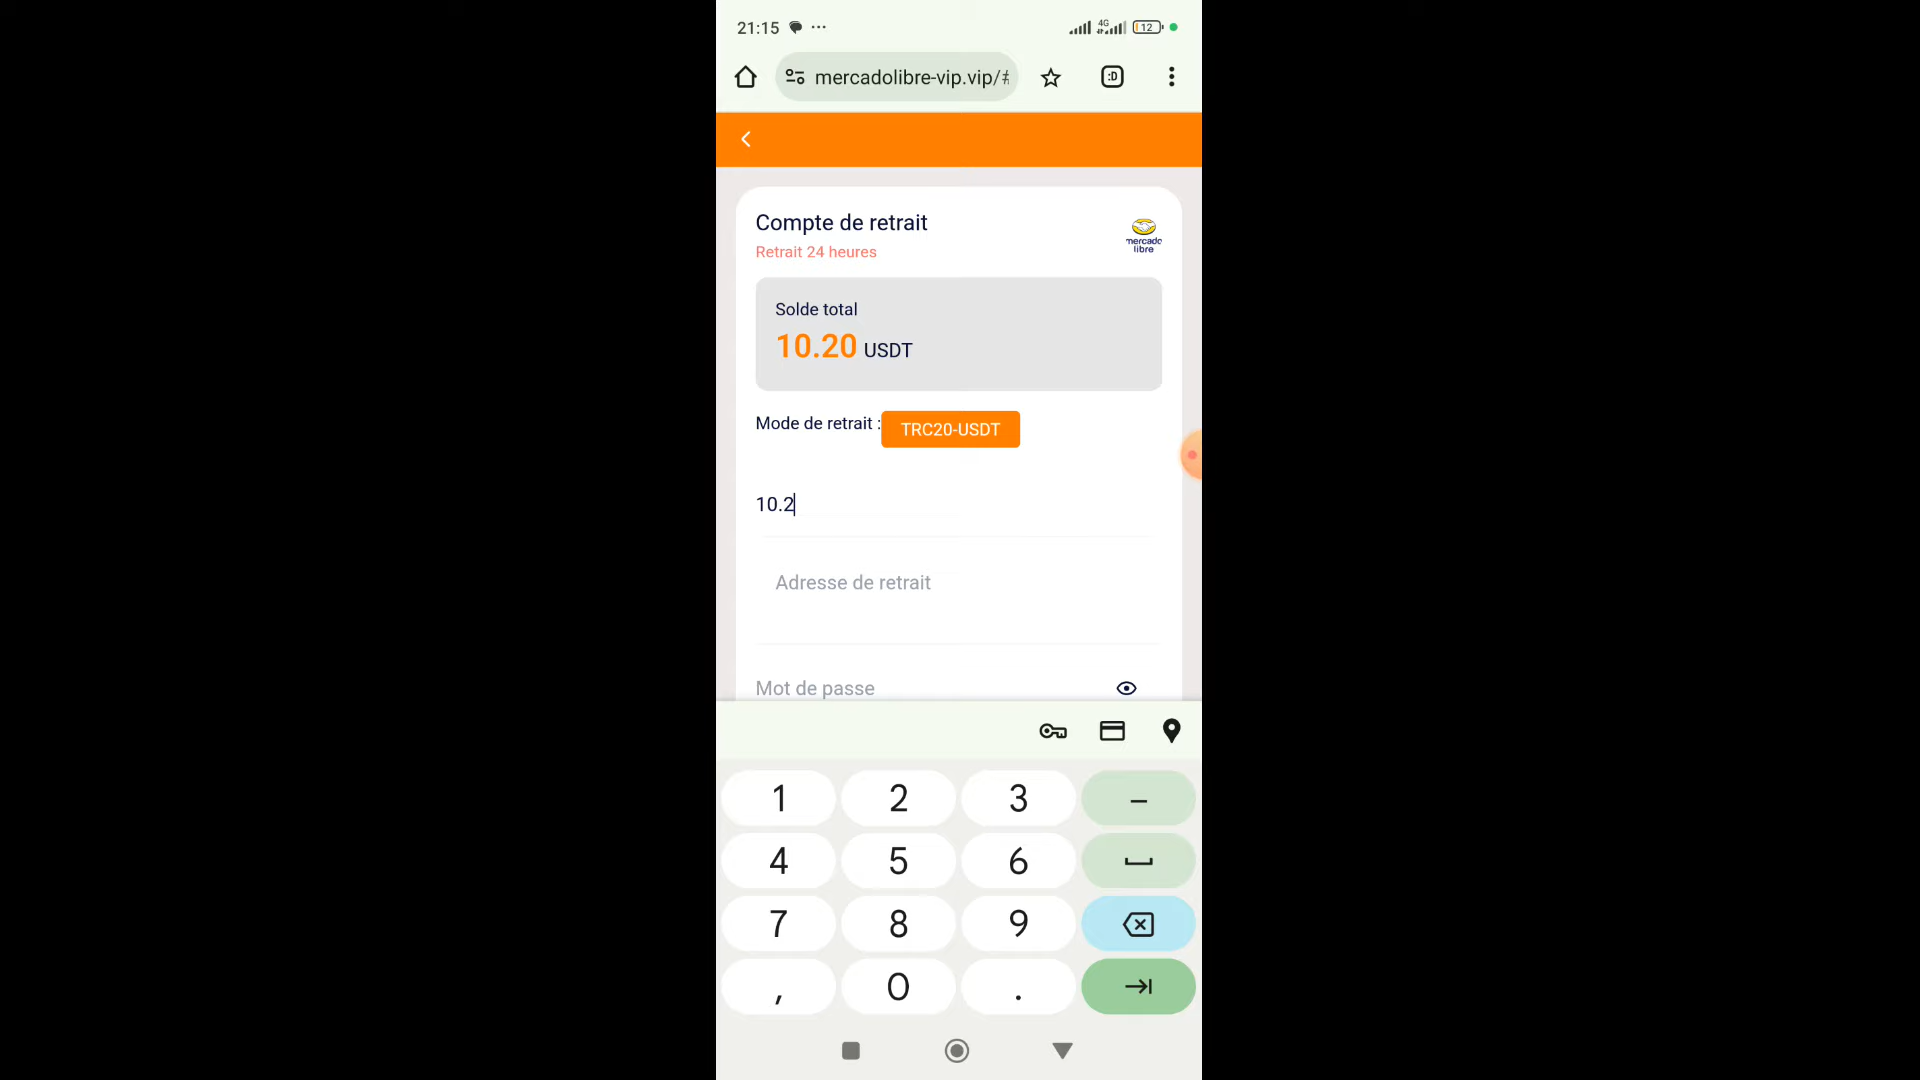 21:15
4G
12
mercadolibre-vip.vip/#
:D
Compte de retrait
Retrait 24 heures
mercado
libre
Solde total
10.20 USDT
Mode de retrait :
TRC20-USDT
10.2
Adresse de retrait
Mot de passe
1 2 3 –
4 5 6
7 8 9
, 0 .